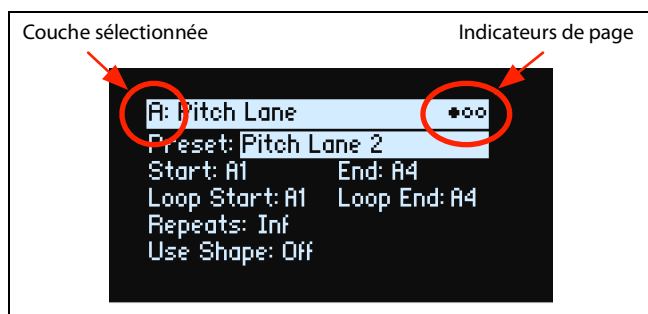 Couche sélectionnée
Indicateurs de page
A: Pitch Lane
Preset: Pitch Lane 2
Start: A1 End: A4
Loop Start: A1 Loop End: A4
Repeats: Inf
Use Shape: Off